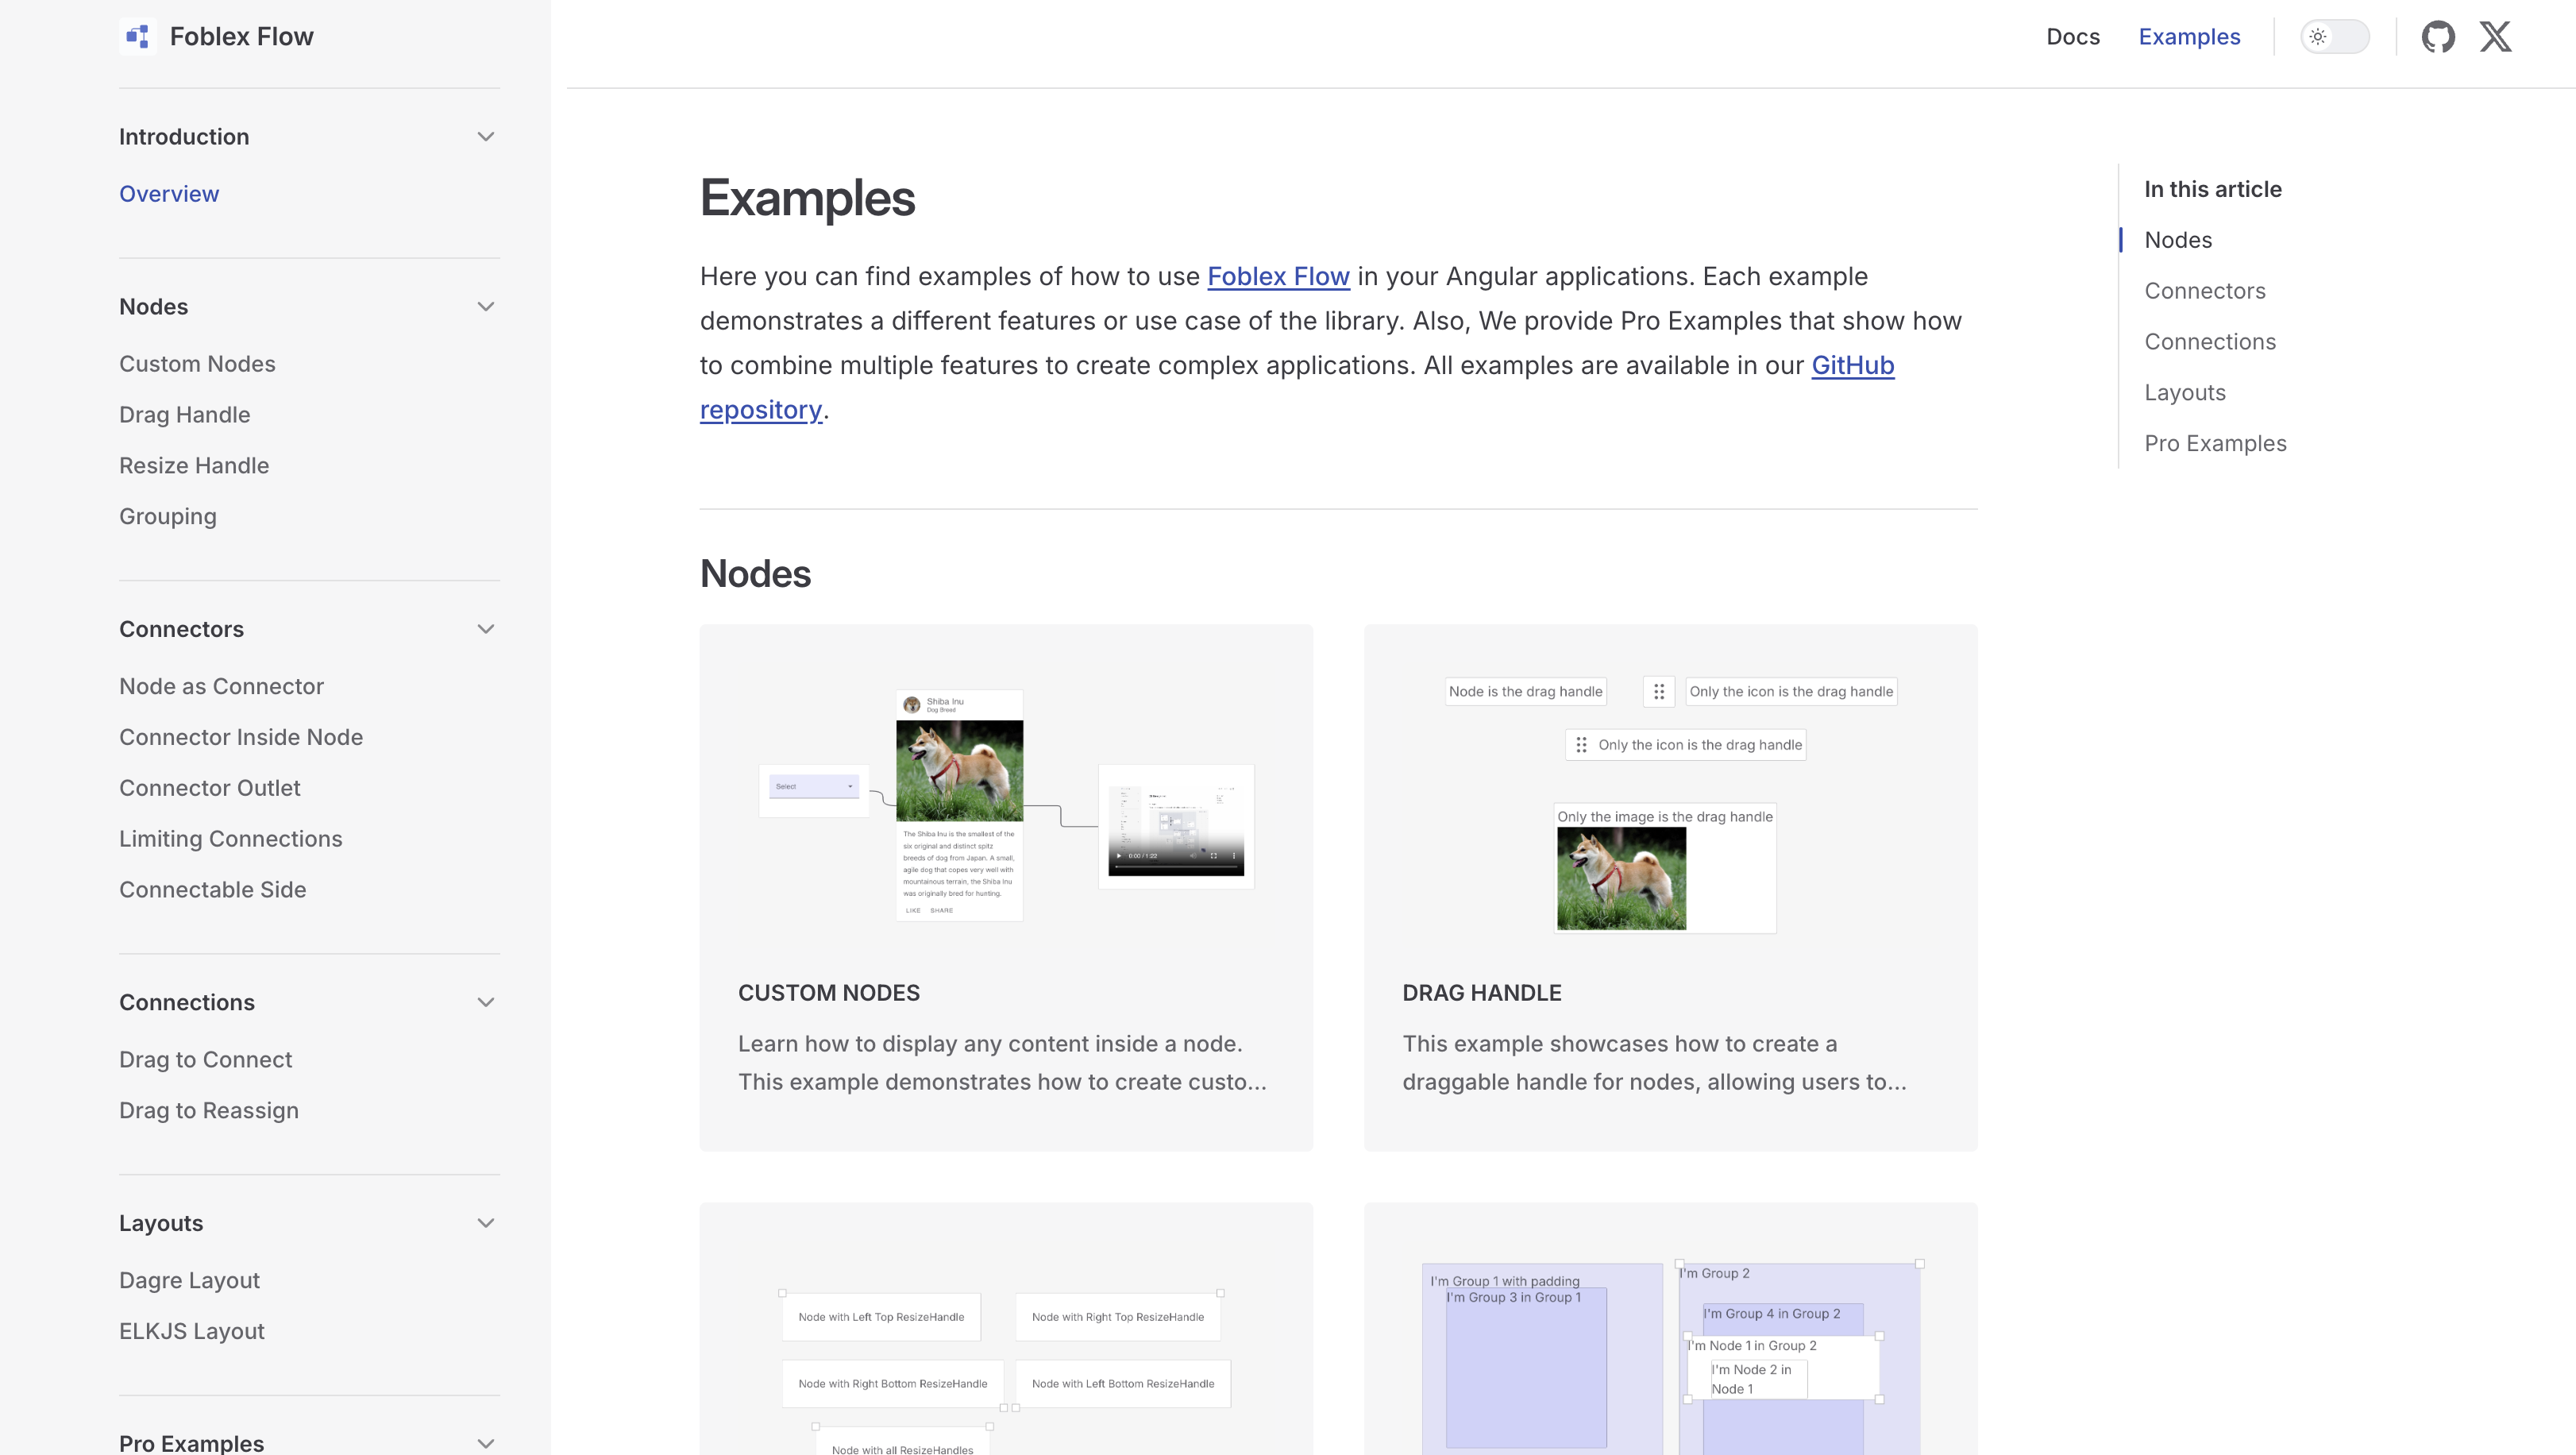 Foblex Flow
Docs
Examples
Introduction
Overview
Nodes
Custom Nodes
Drag Handle
Resize Handle
Grouping
Connectors
Node as Connector
Connector Inside Node
Connector Outlet
Limiting Connections
Connectable Side
Connections
Drag to Connect
Drag to Reassign
Layouts
Dagre Layout
ELKJS Layout
Pro Examples
Examples
Here you can find examples of how to use Foblex Flow in your Angular applications. Each example
demonstrates a different features or use case of the library. Also, We provide Pro Examples that show how
to combine multiple features to create complex applications. All examples are available in our GitHub
repository.
Nodes
Select
Shiba Inu
Dog Breed
The Shiba Inu is the smallest of the
six original and distinct spitz
breeds of dog from Japan. A small,
agile dog that copes very well with
mountainous terrain, the Shiba Inu
was originally bred for hunting.
LIKE SHARE
0:00 / 1:22
CUSTOM NODES
Learn how to display any content inside a node.
This example demonstrates how to create custo...
Node is the drag handle
Only the icon is the drag handle
Only the icon is the drag handle
Only the image is the drag handle
DRAG HANDLE
This example showcases how to create a
draggable handle for nodes, allowing users to...
Node with Left Top ResizeHandle
Node with Right Top ResizeHandle
Node with Right Bottom ResizeHandle
Node with Left Bottom ResizeHandle
Node with all ResizeHandles
I'm Group 1 with padding
I'm Group 3 in Group 1
I'm Group 2
I'm Group 4 in Group 2
I'm Node 1 in Group 2
I'm Node 2 in
Node 1
In this article
Nodes
Connectors
Connections
Layouts
Pro Examples